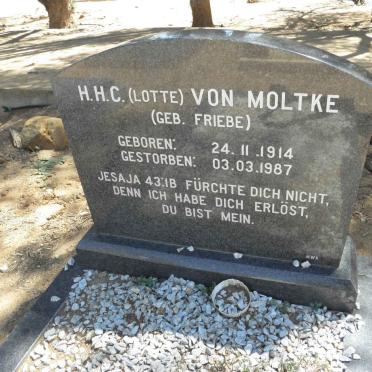 H.H.C. (LOTTE) VON MOLTKE
(GEB. FRIEBE)
GEBOREN: 24.11.1914
GESTORBEN: 03.03.1987
JESAJA 43:1B FÜRCHTE DICH NICHT,
DENN ICH HABE DICH ERLÖST,
DU BIST MEIN.